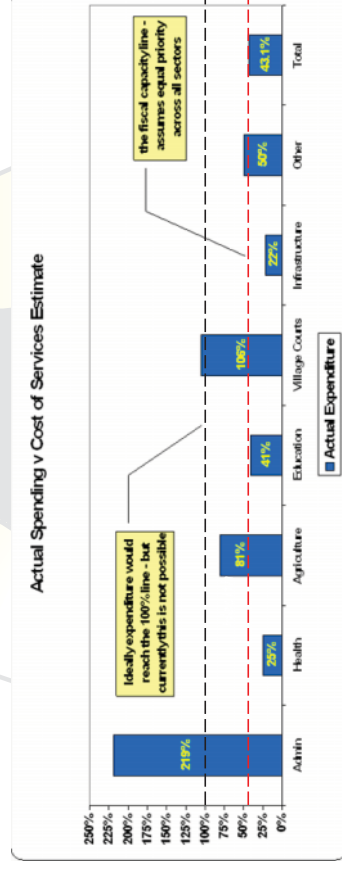 Actual Spending v Cost of Services Estimate
250%
225%
200%
175%
150%
125%
100%
75%
50%
25%
0%
Ideally expenditure would
reach the 100% line - but
currently this is not possible
the fiscal capacity line -
assumes equal priority
across all sectors
219%
25%
81%
41%
106%
22%
50%
43.1%
Admin
Health
Agriculture
Education
Village Courts
Infrastructure
Other
Total
Actual Expenditure